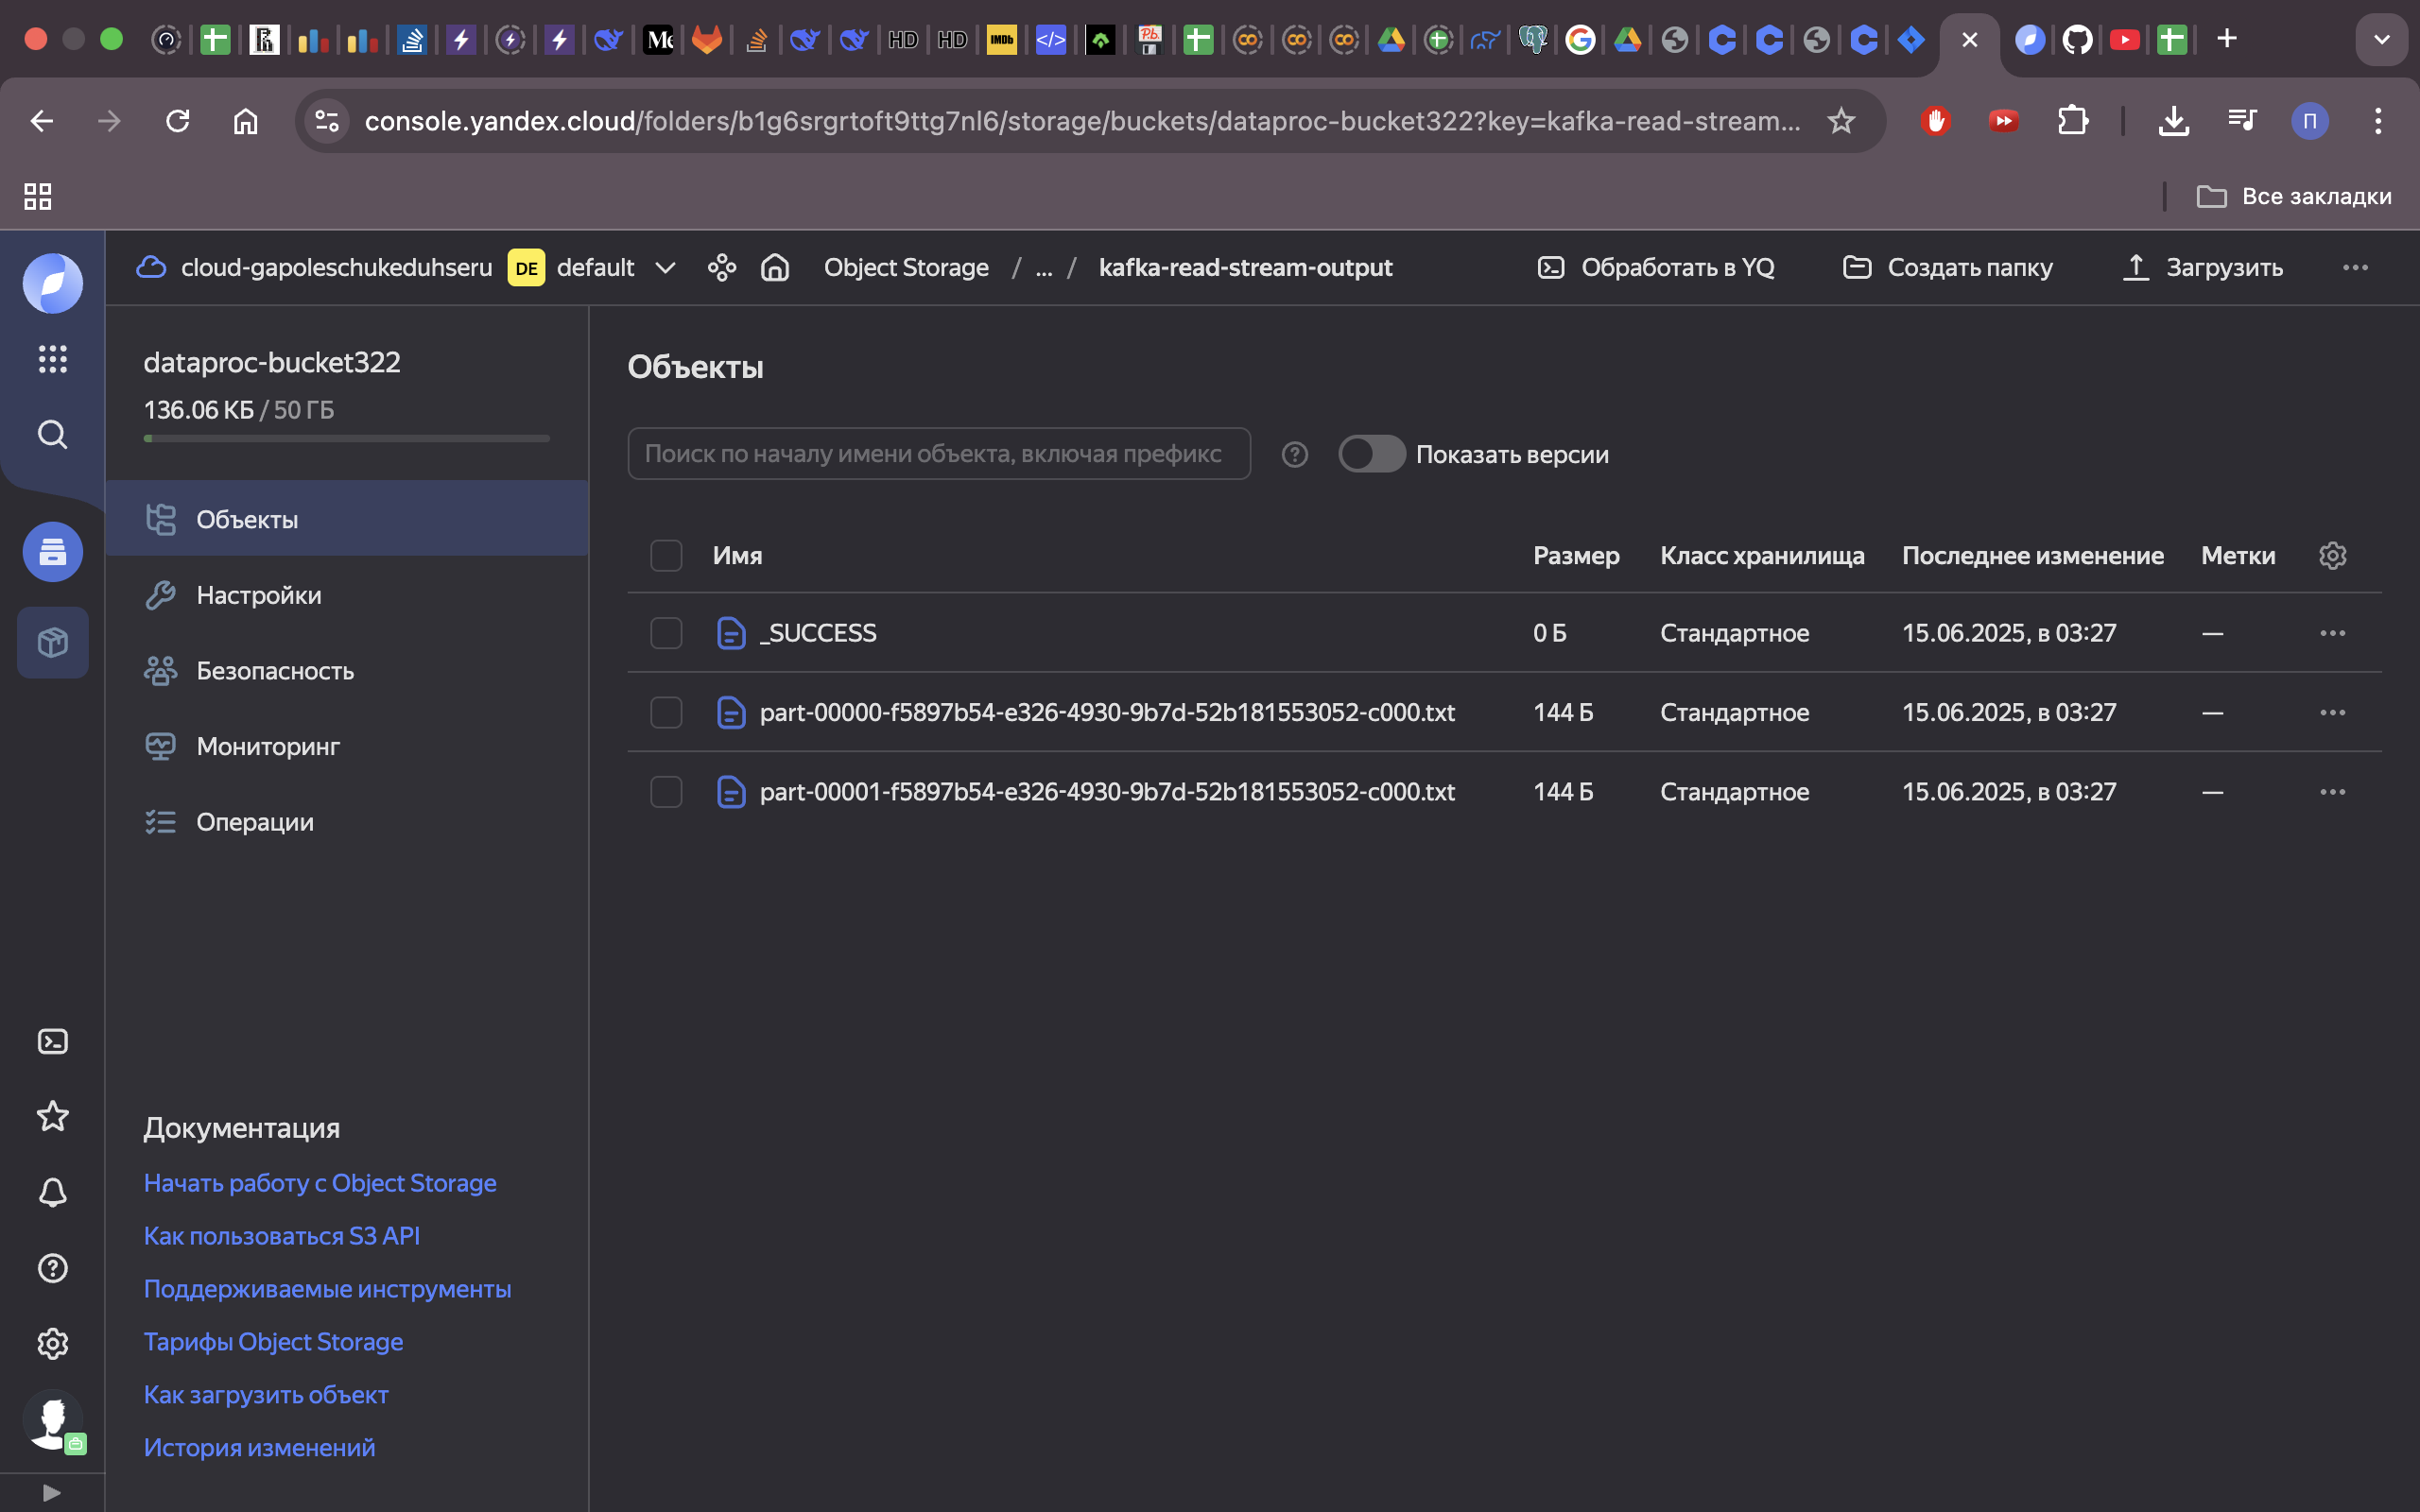 Me
HD
HD
IMDb
</>
Pb.
console.yandex.cloud/folders/b1g6srgrtoft9ttg7nl6/storage/buckets/dataproc-bucket322?key=kafka-read-stream...
П
Все закладки
cloud-gapoleschukeduhseru DE default
Object Storage / ... / kafka-read-stream-output
Обработать в YQ
Создать папку
Загрузить
dataproc-bucket322
136.06 КБ / 50 ГБ
Объекты
Настройки
Безопасность
Мониторинг
Операции
Документация
Начать работу с Object Storage
Как пользоваться S3 API
Поддерживаемые инструменты
Тарифы Object Storage
Как загрузить объект
История изменений
Объекты
Поиск по началу имени объекта, включая префикс
Показать версии
Имя Размер Класс хранилища Последнее изменение Метки
_SUCCESS 0 Б Стандартное 15.06.2025, в 03:27 —
part-00000-f5897b54-e326-4930-9b7d-52b181553052-c000.txt 144 Б Стандартное 15.06.2025, в 03:27 —
part-00001-f5897b54-e326-4930-9b7d-52b181553052-c000.txt 144 Б Стандартное 15.06.2025, в 03:27 —